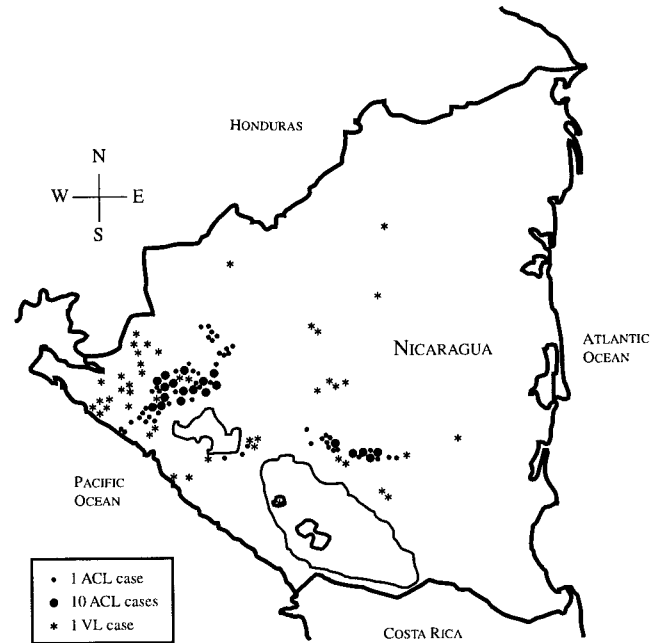 HONDURAS
N
W E
S
NICARAGUA
ATLANTIC
OCEAN
PACIFIC
OCEAN
1 ACL case
10 ACL cases
1 VL case
COSTA RICA